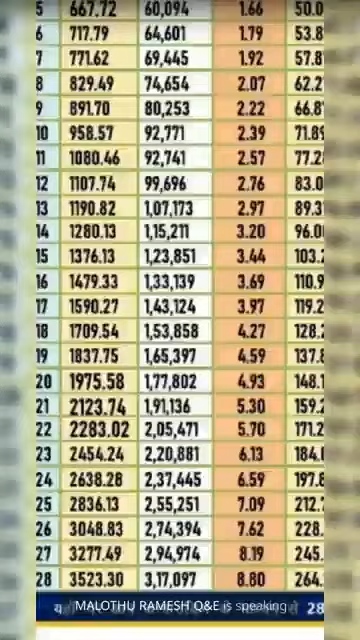 5 667.72 60,094 1.66 50.0
6 717.79 64,601 1.79 53.8
7 771.62 69,445 1.92 57.8
8 829.49 74,654 2.07 62.2
9 891.70 80,253 2.22 66.8
10 958.57 92,771 2.39 71.89
11 1080.46 92,741 2.57 77.2
12 1107.74 99,696 2.76 83.0
13 1190.82 1,07,173 2.97 89.3
14 1280.13 1,15,211 3.20 96.0
15 1376.13 1,23,851 3.44 103.2
16 1479.33 1,33,139 3.69 110.9
17 1590.27 1,43,124 3.97 119.2
18 1709.54 1,53,858 4.27 128.2
19 1837.75 1,65,397 4.59 137.8
20 1975.58 1,77,802 4.93 148.1
21 2123.74 1,91,136 5.30 159.2
22 2283.02 2,05,471 5.70 171.2
23 2454.24 2,20,881 6.13 184.
24 2638.28 2,37,445 6.59 197.8
25 2836.13 2,55,251 7.09 212.7
26 3048.83 2,74,394 7.62 228.
27 3277.49 2,94,974 8.19 245.
28 3523.30 3,17,097 8.80 264.
MALOTHU RAMESH Q&E is speaking
28